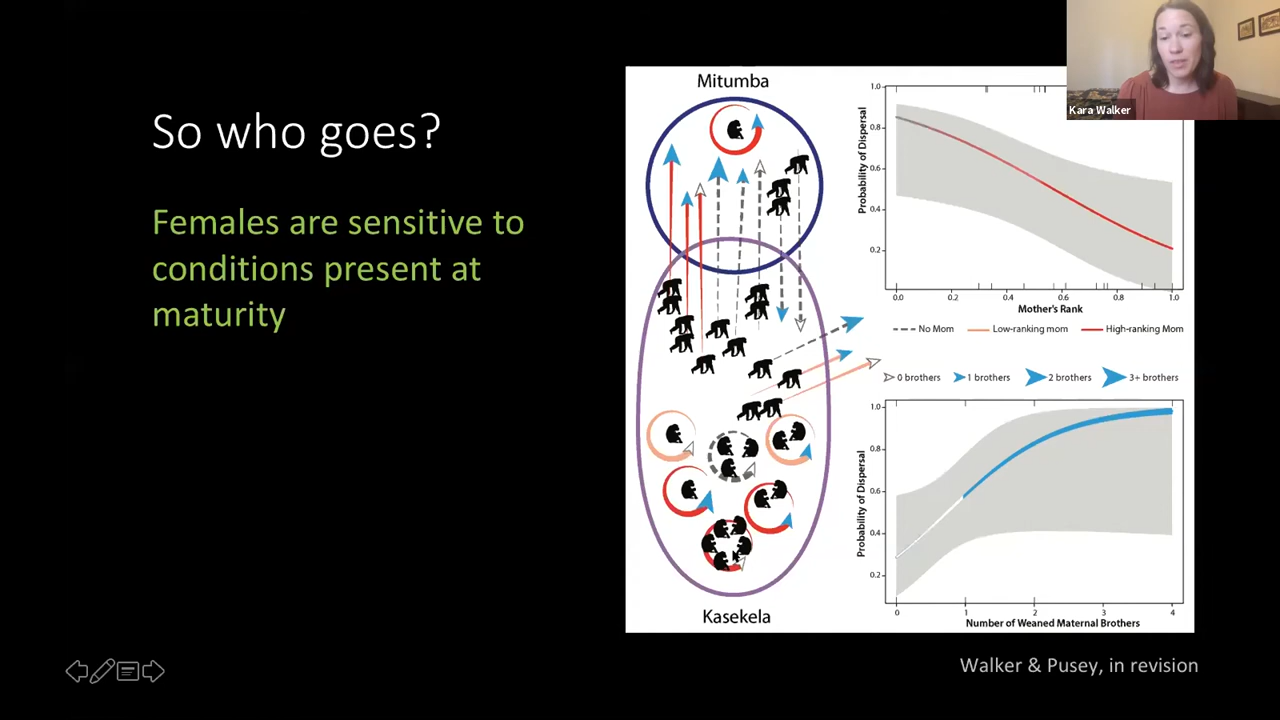 So who goes?
Females are sensitive to
conditions present at
maturity
Mitumba
Kasekela
Kara Walker
1.0
0.8
0.6
0.4
0.2
Probability of Dispersal
0.0 0.2 0.4 0.6 0.8 1.0
Mother's Rank
No Mom Low-ranking mom High-ranking Mom
0 brothers 1 brothers 2 brothers 3+ brothers
1.0
0.8
0.6
0.4
0.2
Probability of Dispersal
0 1 2 3 4
Number of Weaned Maternal Brothers
Walker & Pusey, in revision